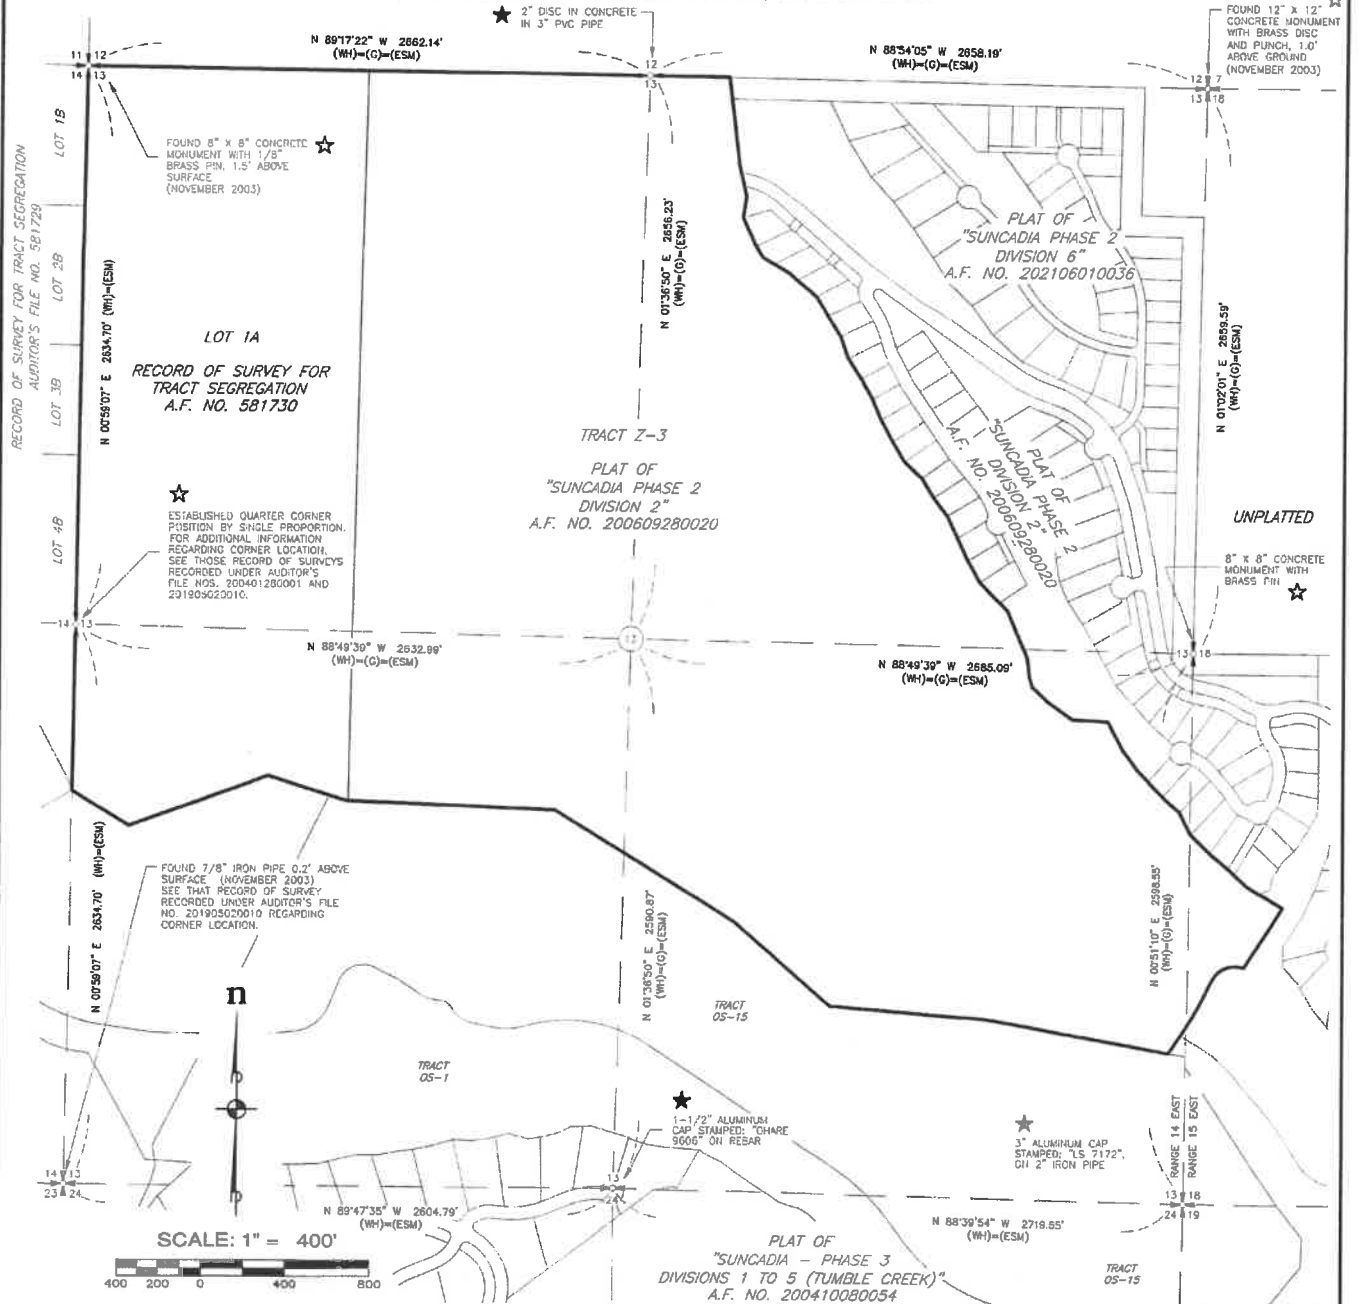 2" DISC IN CONCRETE
IN 3" PVC PIPE
FOUND 12" X 12"
CONCRETE MONUMENT
WITH BRASS DISC
AND PUNCH, 1.0'
ABOVE GROUND
(NOVEMBER 2003)
N 89°17'22" W 2662.14'
(WH)=(G)=(ESM)
N 88°54'05" W 2658.19'
(WH)=(G)=(ESM)
11 12
14 13
12
13
12 7
13 18
LOT 1B
LOT 2B
LOT 3B
LOT 4B
RECORD OF SURVEY FOR TRACT SEGREGATION
AUDITOR'S FILE NO. 581729
FOUND 8" X 8" CONCRETE
MONUMENT WITH 1/8"
BRASS PIN, 1.5' ABOVE
SURFACE
(NOVEMBER 2003)
N 00°59'07" E 2634.70' (WH)=(ESM)
N 01°36'50" E 2656.23'
(WH)=(G)=(ESM)
PLAT OF
"SUNCADIA PHASE 2
DIVISION 6"
A.F. NO. 202106010036
LOT 1A
RECORD OF SURVEY FOR
TRACT SEGREGATION
A.F. NO. 581730
N 01°02'01" E 2659.59'
(WH)=(G)=(ESM)
TRACT Z-3
PLAT OF
"SUNCADIA PHASE 2
DIVISION 2"
A.F. NO. 200609280020
PLAT OF
"SUNCADIA PHASE 2
DIVISION 2"
A.F. NO. 200609280020
ESTABLISHED QUARTER CORNER
POSITION BY SINGLE PROPORTION.
FOR ADDITIONAL INFORMATION
REGARDING CORNER LOCATION,
SEE THOSE RECORD OF SURVEYS
RECORDED UNDER AUDITOR'S
FILE NOS. 200401280001 AND
201905020010.
UNPLATTED
8" X 8" CONCRETE
MONUMENT WITH
BRASS PIN
14 13
13
13 18
N 88°49'39" W 2632.99'
(WH)=(G)=(ESM)
N 88°49'39" W 2685.09'
(WH)=(G)=(ESM)
N 00°59'07" E 2634.70' (WH)=(ESM)
FOUND 7/8" IRON PIPE 0.2' ABOVE
SURFACE (NOVEMBER 2003)
SEE THAT RECORD OF SURVEY
RECORDED UNDER AUDITOR'S FILE
NO. 201905020010 REGARDING
CORNER LOCATION.
N 01°36'50" E 2590.87'
(WH)=(G)=(ESM)
N 00°51'10" E 2598.55'
(WH)=(G)=(ESM)
n
TRACT
OS-15
TRACT
OS-1
1-1/2" ALUMINUM
CAP STAMPED: "OHARE
9606" ON REBAR
3" ALUMINUM CAP
STAMPED: "LS 7172",
ON 2" IRON PIPE
RANGE 14 EAST
RANGE 15 EAST
14 13
23 24
13
24
13 18
24 19
N 89°47'35" W 2604.79'
(WH)=(ESM)
N 88°39'54" W 2719.55'
(WH)=(ESM)
SCALE: 1" = 400'
400 200 0 400 800
PLAT OF
"SUNCADIA - PHASE 3
DIVISIONS 1 TO 5 (TUMBLE CREEK)"
A.F. NO. 200410080054
TRACT
OS-15